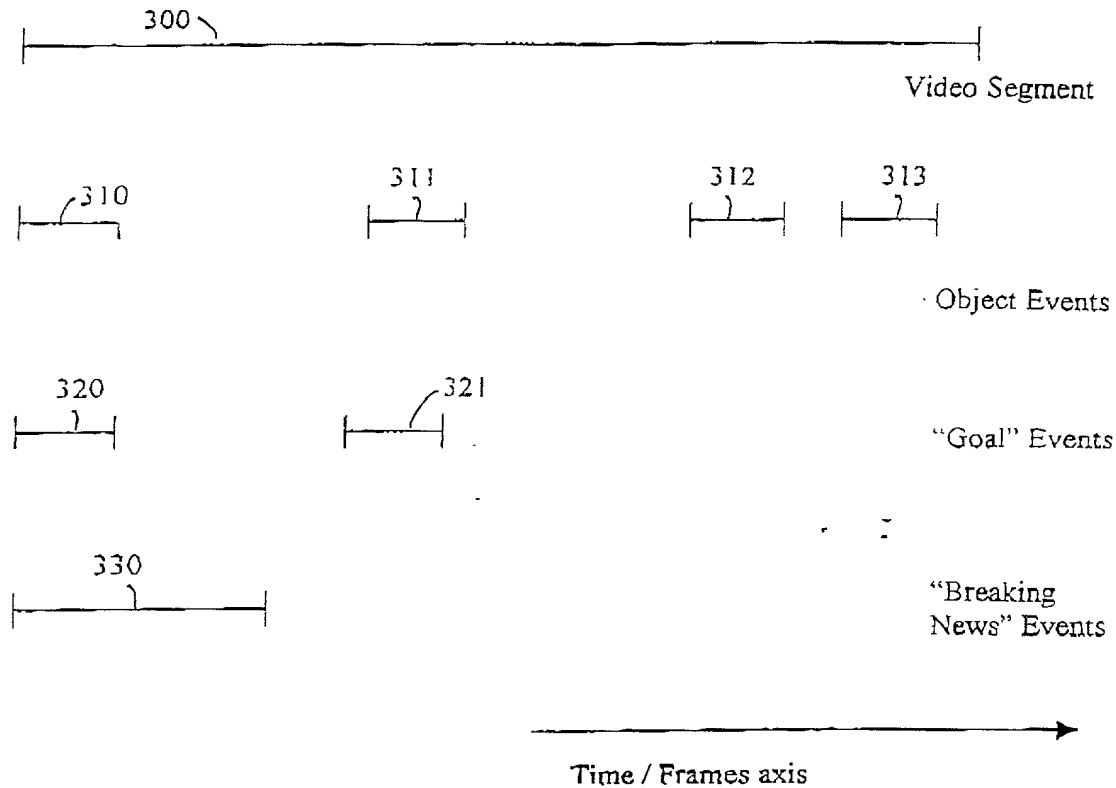 300
Video Segment
310
311
312
313
Object Events
320
321
“Goal” Events
330
“Breaking
News” Events
Time / Frames axis